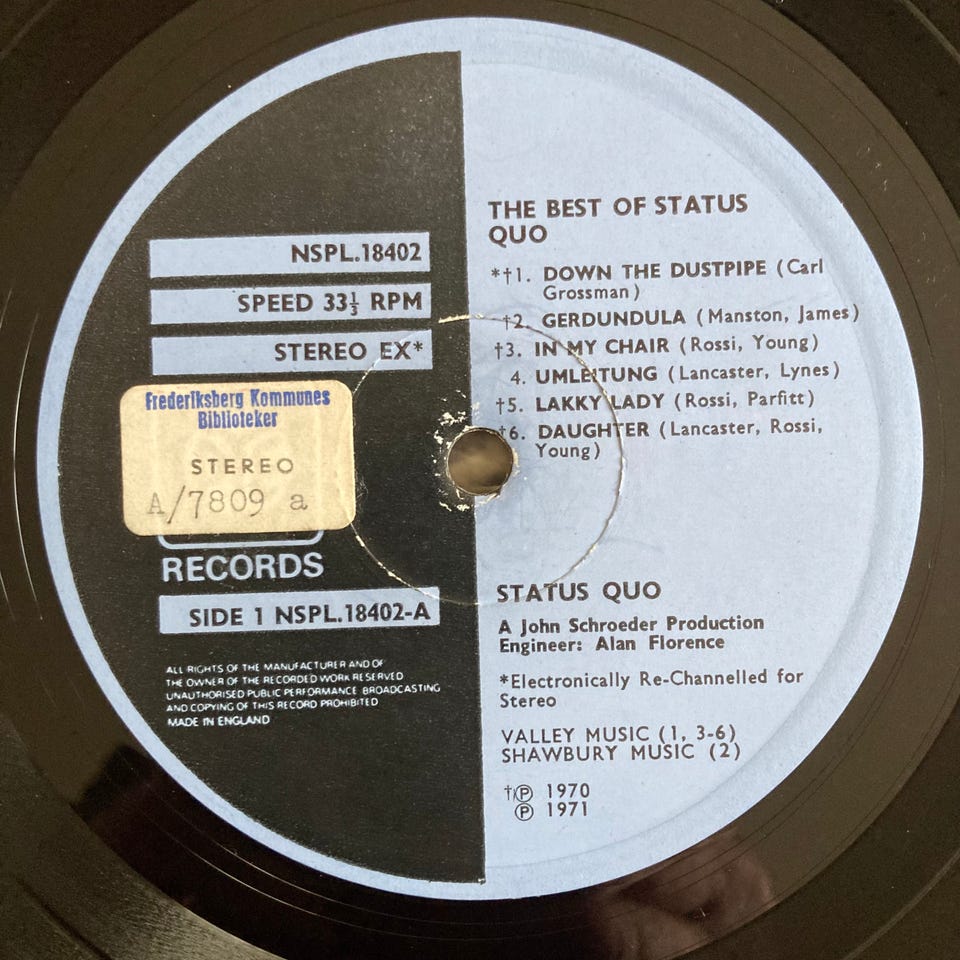 NSPL.18402
SPEED 33⅓ RPM
STEREO EX*
Frederiksberg Kommunes
Biblioteker
STEREO
A/7809 a
RECORDS
SIDE 1 NSPL.18402-A
ALL RIGHTS OF THE MANUFACTURER AND OF
THE OWNER OF THE RECORDED WORK RESERVED
UNAUTHORISED PUBLIC PERFORMANCE BROADCASTING
AND COPYING OF THIS RECORD PROHIBITED
MADE IN ENGLAND
THE BEST OF STATUS
QUO
*†1. DOWN THE DUSTPIPE (Carl
Grossman)
†2. GERDUNDULA (Manston, James)
†3. IN MY CHAIR (Rossi, Young)
4. UMLEITUNG (Lancaster, Lynes)
†5. LAKKY LADY (Rossi, Parfitt)
†6. DAUGHTER (Lancaster, Rossi,
Young)
STATUS QUO
A John Schroeder Production
Engineer: Alan Florence
*Electronically Re-Channelled for
Stereo
VALLEY MUSIC (1, 3-6)
SHAWBURY MUSIC (2)
†℗ 1970
℗ 1971